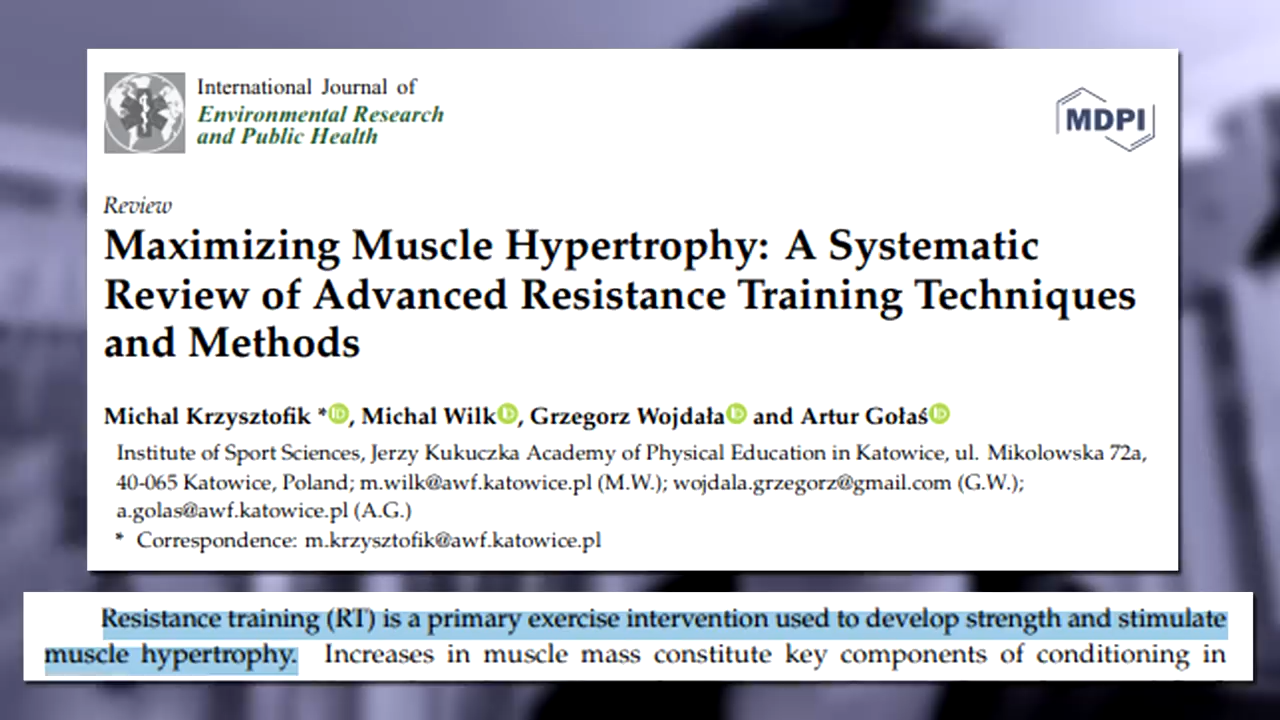 International Journal of
Environmental Research
and Public Health
MDPI
Review
Maximizing Muscle Hypertrophy: A Systematic
Review of Advanced Resistance Training Techniques
and Methods
Michal Krzysztofik *iD, Michal WilkiD, Grzegorz WojdałaiD and Artur GołaśiD
Institute of Sport Sciences, Jerzy Kukuczka Academy of Physical Education in Katowice, ul. Mikolowska 72a,
40-065 Katowice, Poland; m.wilk@awf.katowice.pl (M.W.); wojdala.grzegorz@gmail.com (G.W.);
a.golas@awf.katowice.pl (A.G.)
* Correspondence: m.krzysztofik@awf.katowice.pl
Resistance training (RT) is a primary exercise intervention used to develop strength and stimulate
muscle hypertrophy. Increases in muscle mass constitute key components of conditioning in